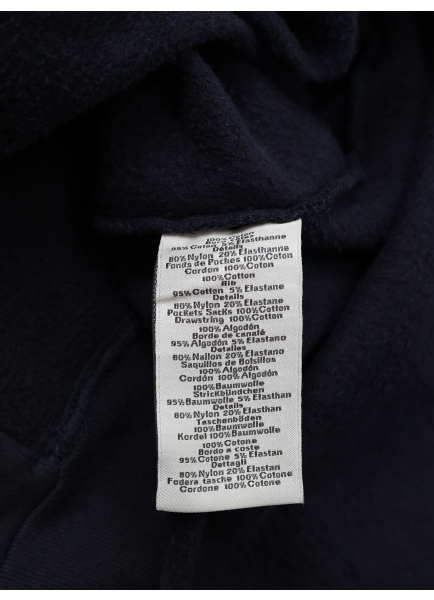 100% Coton
Bord Côte
95% Coton 5% Elasthanne
Détails
80% Nylon 20% Elasthanne
Fonds de Poches 100% Coton
Cordon 100% Coton
100% Cotton
Rib
95% Cotton 5% Elastane
Details
80% Nylon 20% Elastane
Pockets Sacks 100% Cotton
Drawstring 100% Cotton
100% Algodón
Borde de canalé
95% Algodón 5% Elastano
Detalles
80% Nailon 20% Elastano
Saquillos de Bolsillos
100% Algodón
Cordón 100% Algodón
100% Baumwolle
Strickbündchen
95% Baumwolle 5% Elasthan
Details
80% Nylon 20% Elasthan
Taschenböden
100% Baumwolle
Kordel 100% Baumwolle
100% Cotone
Bordo a coste
95% Cotone 5% Elastan
Dettagli
80% Nylon 20% Elastan
Fodera tasche 100% Cotone
Cordone 100% Cotone